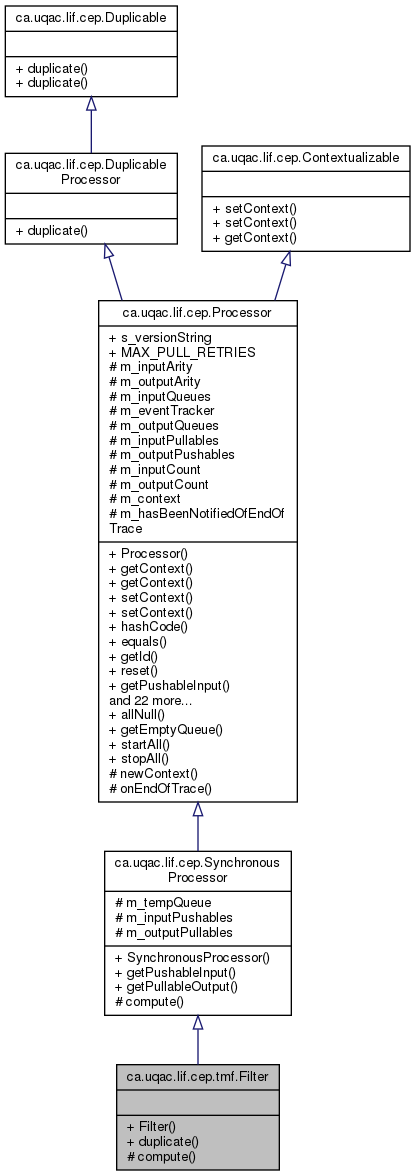 ca.uqac.lif.cep.Duplicable
+ duplicate()
+ duplicate()
ca.uqac.lif.cep.Duplicable
Processor
+ duplicate()
ca.uqac.lif.cep.Contextualizable
+ setContext()
+ setContext()
+ getContext()
ca.uqac.lif.cep.Processor
+ s_versionString
+ MAX_PULL_RETRIES
# m_inputArity
# m_outputArity
# m_inputQueues
# m_eventTracker
# m_outputQueues
# m_inputPullables
# m_outputPushables
# m_inputCount
# m_outputCount
# m_context
# m_hasBeenNotifiedOfEndOf
Trace
+ Processor()
+ getContext()
+ getContext()
+ setContext()
+ setContext()
+ hashCode()
+ equals()
+ getId()
+ reset()
+ getPushableInput()
and 22 more...
+ allNull()
+ getEmptyQueue()
+ startAll()
+ stopAll()
# newContext()
# onEndOfTrace()
ca.uqac.lif.cep.Synchronous
Processor
# m_tempQueue
# m_inputPushables
# m_outputPullables
+ SynchronousProcessor()
+ getPushableInput()
+ getPullableOutput()
# compute()
ca.uqac.lif.cep.tmf.Filter
+ Filter()
+ duplicate()
# compute()